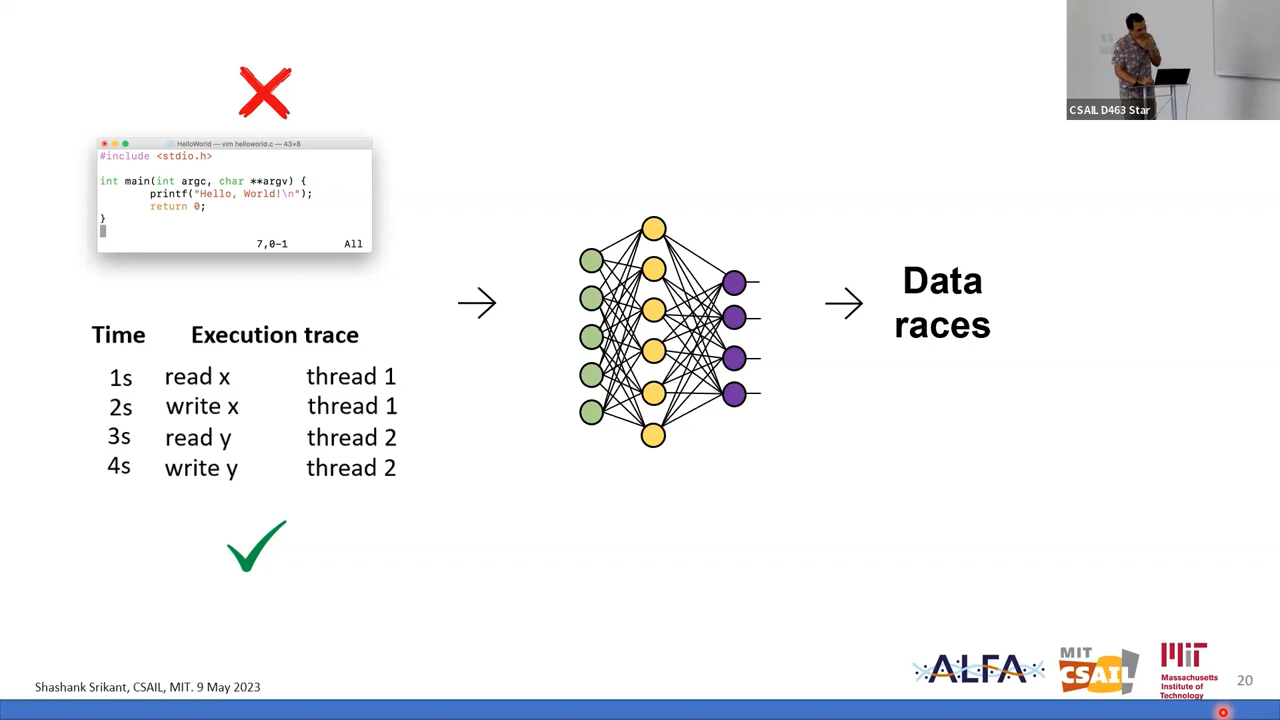 CSAIL D463 Star
HelloWorld — vim helloworld.c — 43×8
#include <stdio.h>
int main(int argc, char **argv) {
printf("Hello, World!\n");
return 0;
}
7,0-1 All
Time Execution trace
1s read x thread 1
2s write x thread 1
3s read y thread 2
4s write y thread 2
Data
races
Shashank Srikant, CSAIL, MIT. 9 May 2023
ALFA
MIT
CSAIL
MIT
Massachusetts
Institute of
Technology
20